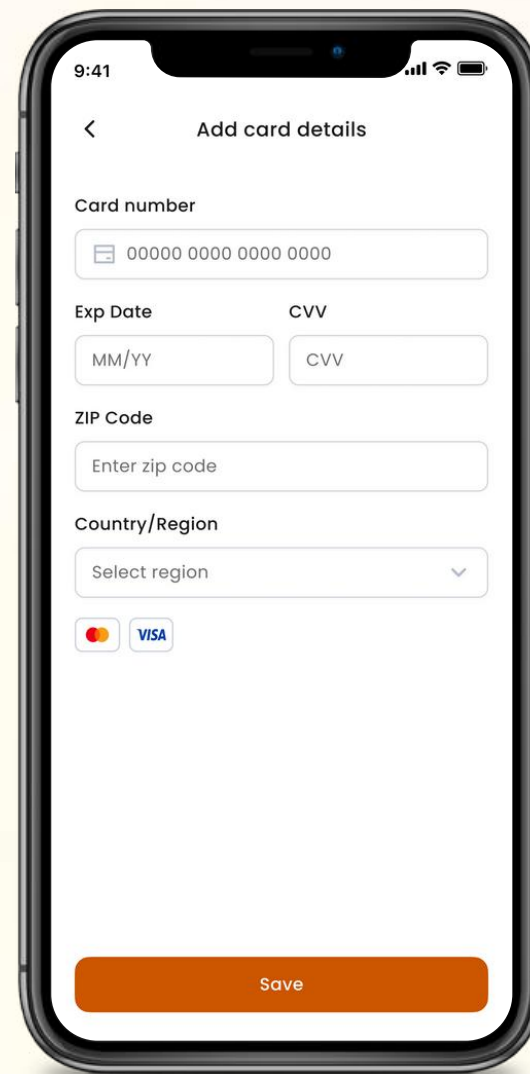 9:41
Add card details
Card number
00000 0000 0000 0000
Exp Date CVV
MM/YY CVV
ZIP Code
Enter zip code
Country/Region
Select region
VISA
Save